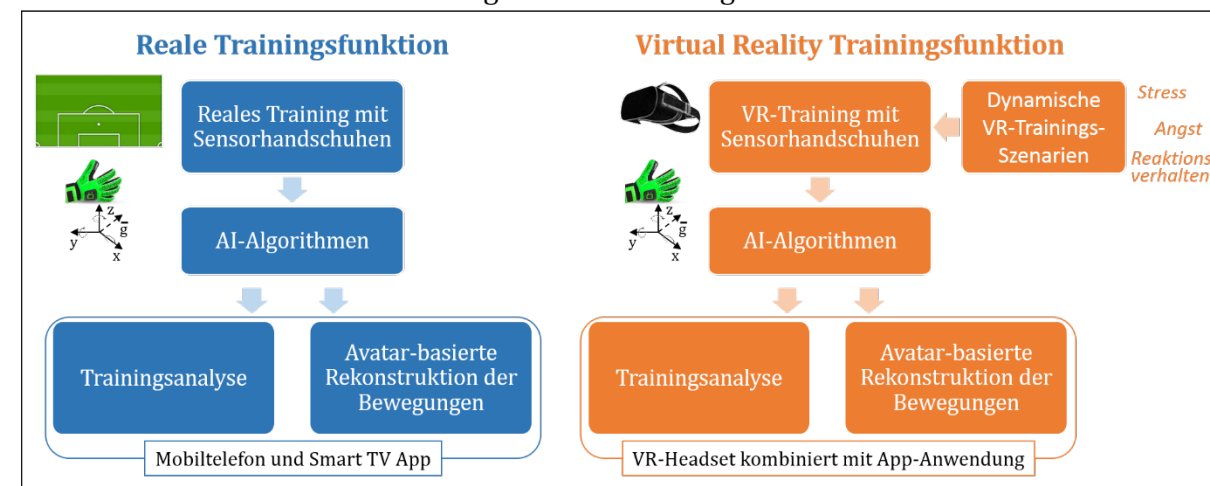 Reale Trainingsfunktion
Reales Training mit
Sensorhandschuhen
z
g
y
x
AI-Algorithmen
Trainingsanalyse
Avatar-basierte
Rekonstruktion der
Bewegungen
Mobiltelefon und Smart TV App
Virtual Reality Trainingsfunktion
VR-Training mit
Sensorhandschuhen
Dynamische
VR-Trainings-
Szenarien
Stress
Angst
Reaktions
verhalten
z
g
y
x
AI-Algorithmen
Trainingsanalyse
Avatar-basierte
Rekonstruktion der
Bewegungen
VR-Headset kombiniert mit App-Anwendung